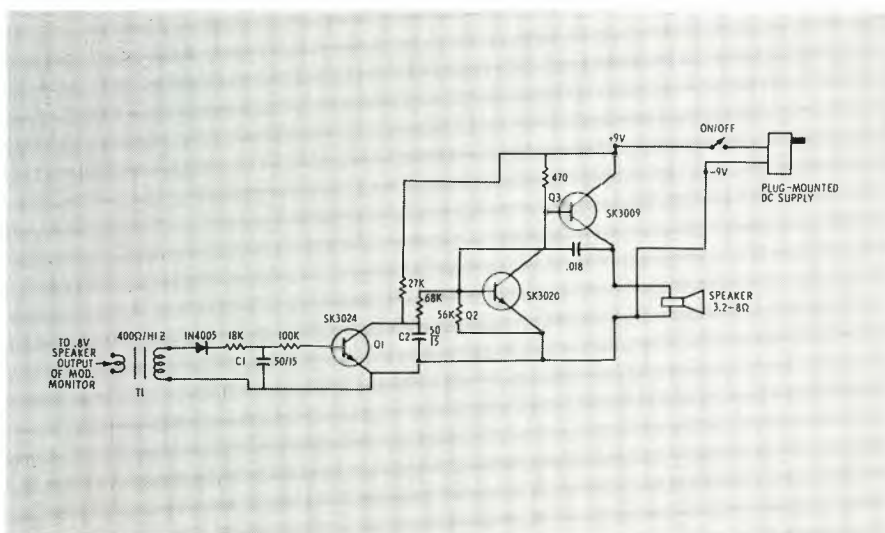 +9V
ON/OFF
-9V
PLUG-MOUNTED
DC SUPPLY
470
Q3
SK3009
.018
27K
68K
SK3020
SPEAKER
3.2-8Ω
56K
Q2
SK3024
C2
50
15
Q1
TO .8V
SPEAKER
OUTPUT
OF MOD.
MONITOR
400Ω/HI Z
1N4005
18K
100K
C1
50/15
T1